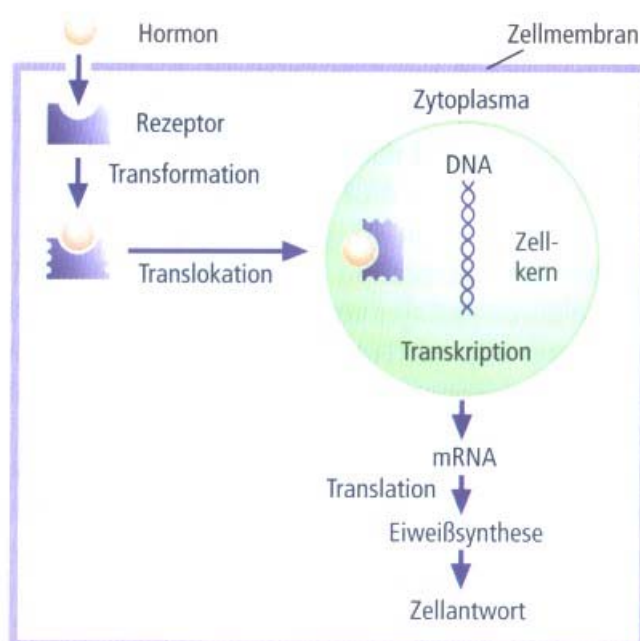 Hormon
Zellmembran
Rezeptor
Zytoplasma
Transformation
DNA
Zell-
kern
Translokation
Transkription
mRNA
Translation
Eiweißsynthese
Zellantwort